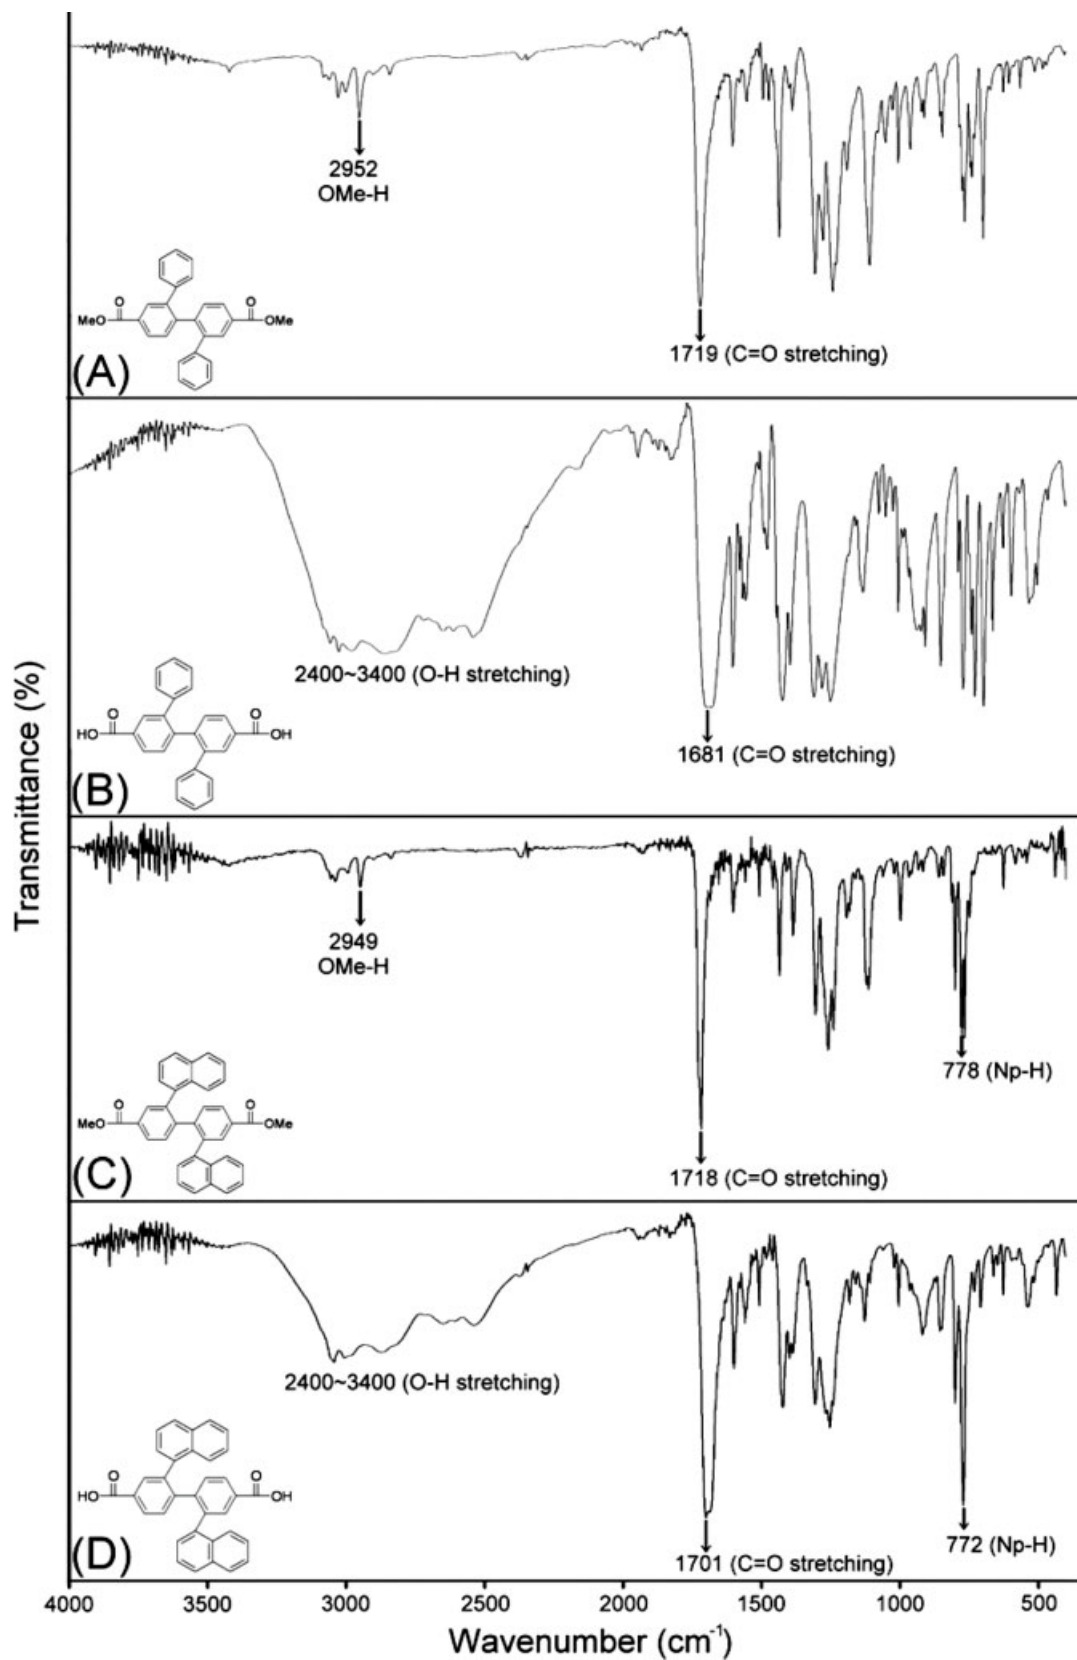 Transmittance (%)
2952
OMe-H
1719 (C=O stretching)
O
MeO
O
OMe
(A)
2400~3400 (O-H stretching)
1681 (C=O stretching)
O
HO
O
OH
(B)
2949
OMe-H
778 (Np-H)
1718 (C=O stretching)
O
MeO
O
OMe
(C)
2400~3400 (O-H stretching)
772 (Np-H)
1701 (C=O stretching)
O
HO
O
OH
(D)
4000 3500 3000 2500 2000 1500 1000 500
Wavenumber (cm⁻¹)